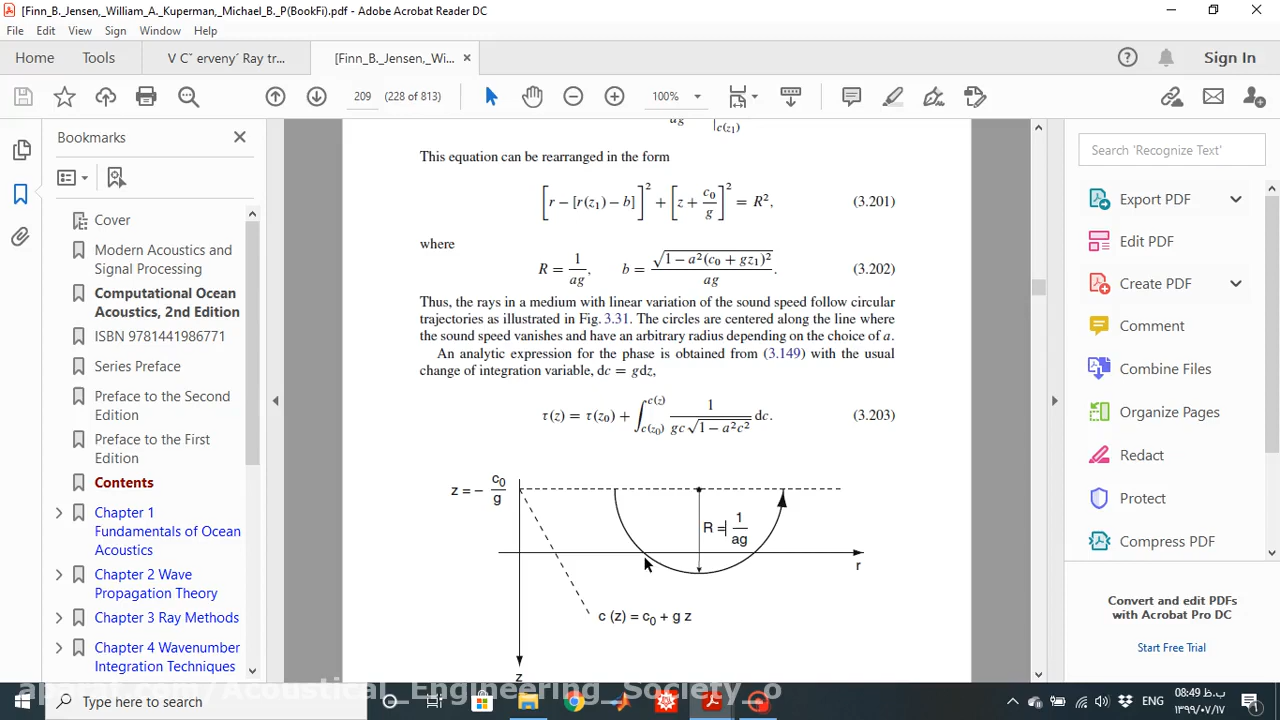 [Finn_B._Jensen,_William_A._Kuperman,_Michael_B._P(BookFi).pdf - Adobe Acrobat Reader DC
File Edit View Sign Window Help
Home Tools V Cˇ erveny´ Ray tr... [Finn_B._Jensen,_Wi... × Sign In
209 (228 of 813) 100%
Bookmarks ×
Cover
Modern Acoustics and
Signal Processing
Computational Ocean
Acoustics, 2nd Edition
ISBN 9781441986771
Series Preface
Preface to the Second
Edition
Preface to the First
Edition
Contents
Chapter 1
Fundamentals of Ocean
Acoustics
Chapter 2 Wave
Propagation Theory
Chapter 3 Ray Methods
Chapter 4 Wavenumber
Integration Techniques
ag |c(z₁)
This equation can be rearranged in the form
[r − [r(z₁) − b]]² + [z + c₀/g]² = R², (3.201)
where
R = 1/ag, b = √(1 − a²(c₀ + gz₁)²)/ag. (3.202)
Thus, the rays in a medium with linear variation of the sound speed follow circular
trajectories as illustrated in Fig. 3.31. The circles are centered along the line where
the sound speed vanishes and have an arbitrary radius depending on the choice of a.
An analytic expression for the phase is obtained from (3.149) with the usual
change of integration variable, dc = gdz,
τ(z) = τ(z₀) + ∫_c(z₀)^c(z) 1/(gc√(1 − a²c²)) dc. (3.203)
z = − c₀/g
R = 1/ag
r
c (z) = c₀ + g z
z
Search 'Recognize Text'
Export PDF
Edit PDF
Create PDF
Comment
Combine Files
Organize Pages
Redact
Protect
Compress PDF
Convert and edit PDFs
with Acrobat Pro DC
Start Free Trial
aparat.com/Acoustical_Engineering_Society_o
Type here to search
ENG
08:49 ب.ظ
۱۳۹۹/۰۷/۱۷
1